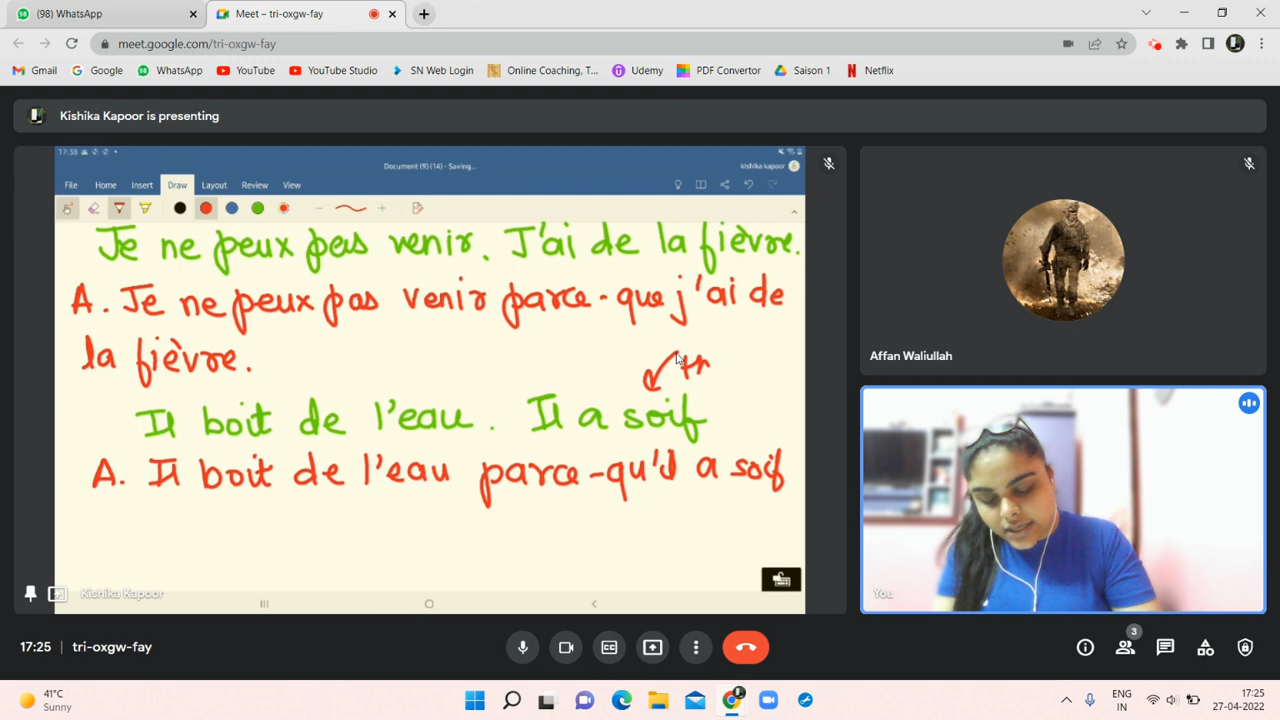 (98) WhatsApp
Meet – tri-oxgw-fay
meet.google.com/tri-oxgw-fay
Gmail Google WhatsApp YouTube YouTube Studio SN Web Login Online Coaching, T... Udemy PDF Convertor Saison 1 Netflix
Kishika Kapoor is presenting
17:38
Document (9) (14) - Saving...
kishika kapoor
File Home Insert Draw Layout Review View
Je ne peux pas venir. J'ai de la fièvre.
A. Je ne peux pas venir parce-que j'ai de
la fièvre.
Il boit de l'eau. Il a soif
A. Il boit de l'eau parce-qu'il a soif
Kishika Kapoor
Affan Waliullah
You
17:25 | tri-oxgw-fay
3
41°C
Sunny
ENG
IN
17:25
27-04-2022